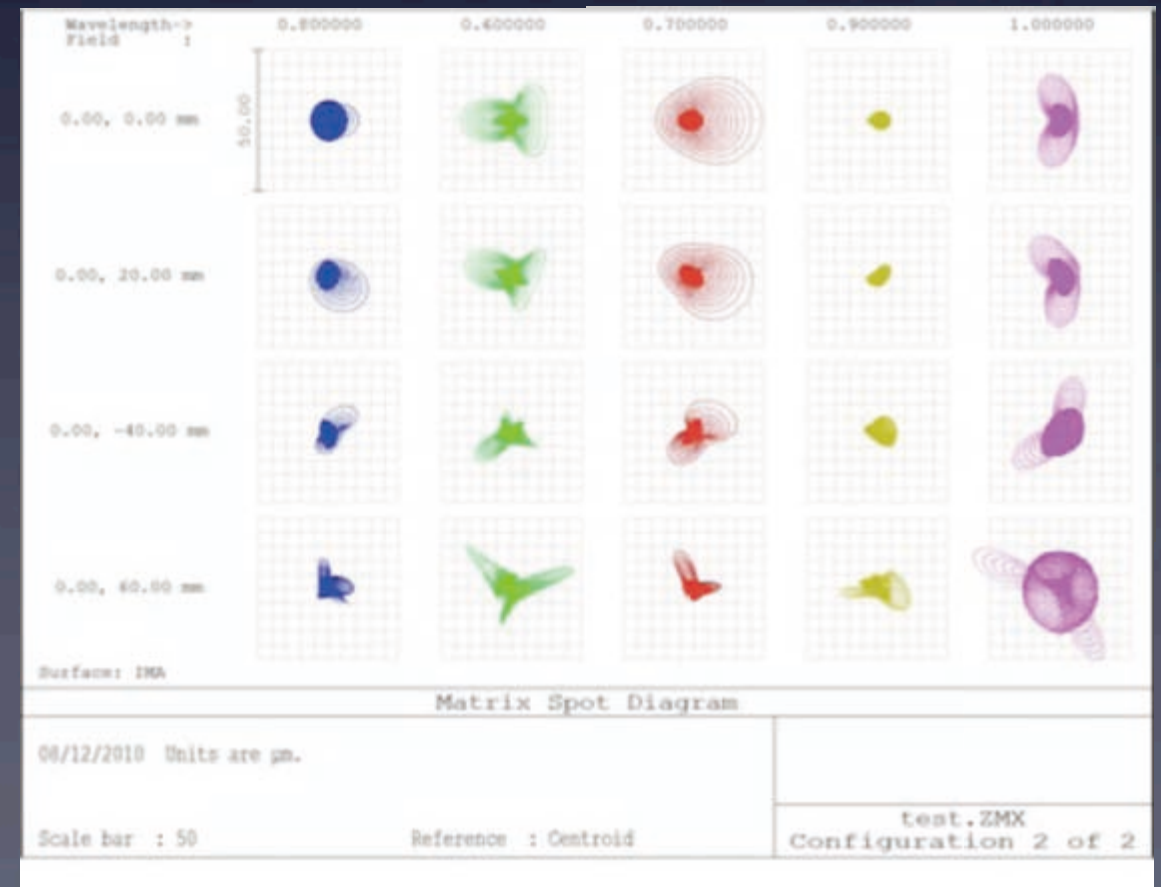 Wavelength-> 0.800000 0.600000 0.700000 0.900000 1.000000
Field :
0.00, 0.00 mm
50.00
0.00, 20.00 mm
0.00, -40.00 mm
0.00, 60.00 mm
Surface: IMA
Matrix Spot Diagram
08/12/2010 Units are µm.
Scale bar : 50 Reference : Centroid
test.ZMX
Configuration 2 of 2